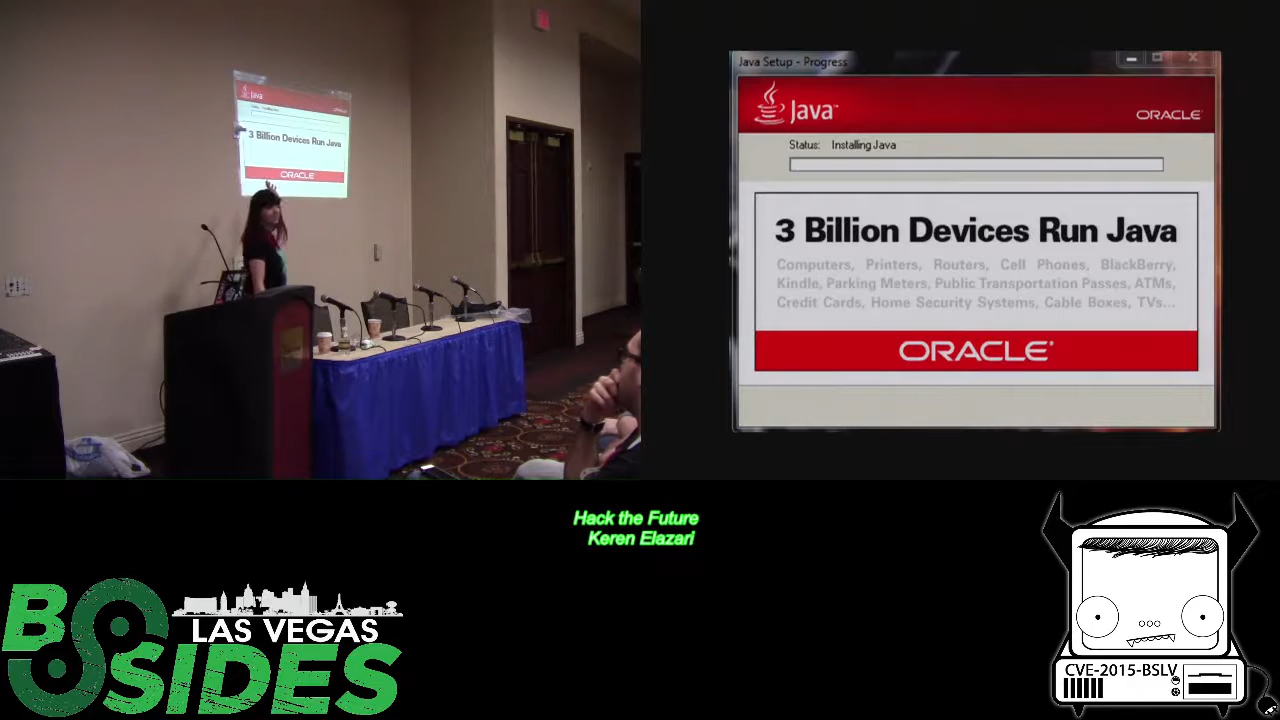 Java
3 Billion Devices Run Java
ORACLE
Java Setup - Progress
Java™
ORACLE
Status: Installing Java
3 Billion Devices Run Java
Computers, Printers, Routers, Cell Phones, BlackBerry,
Kindle, Parking Meters, Public Transportation Passes, ATMs,
Credit Cards, Home Security Systems, Cable Boxes, TVs...
ORACLE®
Hack the Future
Keren Elazari
BSIDES
LAS VEGAS
CVE-2015-BSLV